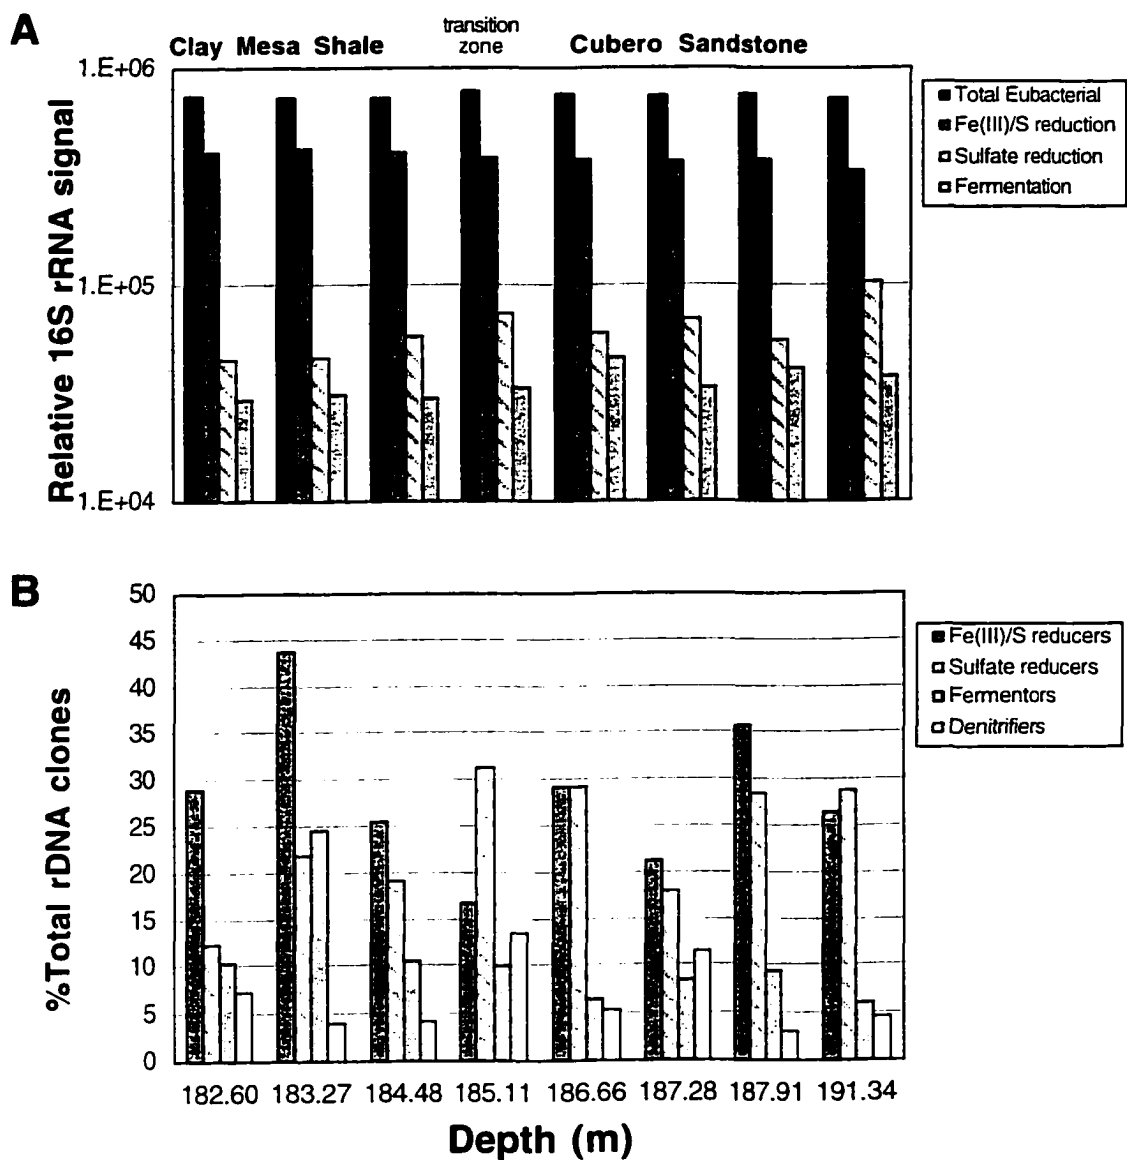 A
Clay Mesa Shale
transition
zone
Cubero Sandstone
Relative 16S rRNA signal
1.E+06
1.E+05
1.E+04
Total Eubacterial
Fe(III)/S reduction
Sulfate reduction
Fermentation
B
%Total rDNA clones
50
45
40
35
30
25
20
15
10
5
0
Fe(III)/S reducers
Sulfate reducers
Fermentors
Denitrifiers
182.60 183.27 184.48 185.11 186.66 187.28 187.91 191.34
Depth (m)